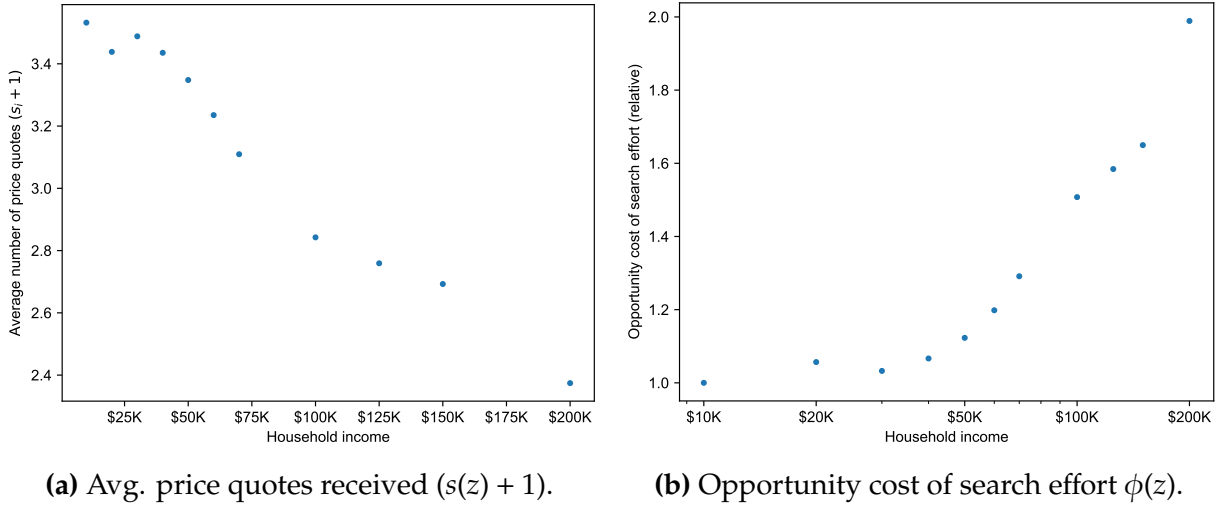 Average number of price quotes (sᵢ + 1)
3.4
3.2
3.0
2.8
2.6
2.4
$25K $50K $75K $100K $125K $150K $175K $200K
Household income
(a) Avg. price quotes received (s(z) + 1).
Opportunity cost of search effort (relative)
2.0
1.8
1.6
1.4
1.2
1.0
$10K $20K $50K $100K $200K
Household income
(b) Opportunity cost of search effort ϕ(z).